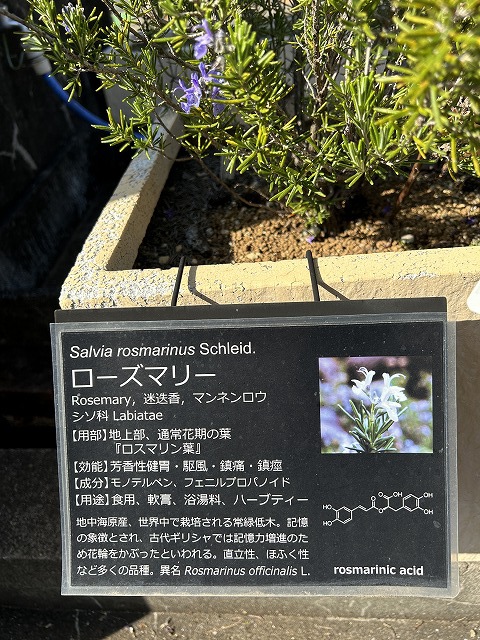 Salvia rosmarinus Schleid.
ローズマリー
Rosemary，迷迭香，マンネンロウ
シソ科 Labiatae
【用部】地上部、通常花期の葉
『ロスマリン葉』
【効能】芳香性健胃・駆風・鎮痛・鎮痙
【成分】モノテルペン、フェニルプロパノイド
【用途】食用、軟膏、浴湯料、ハーブティー
地中海原産、世界中で栽培される常緑低木。記憶
の象徴とされ、古代ギリシャでは記憶力増進のた
め花輪をかぶったといわれる。直立性、ほふく性
など多くの品種。異名 Rosmarinus officinalis L.
HO
HO
O
O
CO₂H
OH
OH
rosmarinic acid